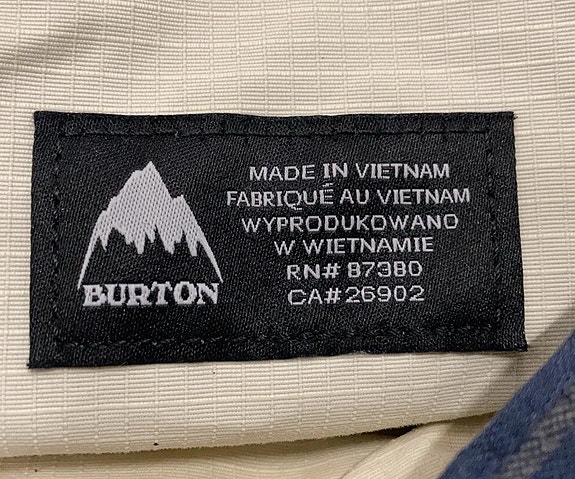 BURTON
MADE IN VIETNAM
FABRIQUÉ AU VIETNAM
WYPRODUKOWANO
W WIETNAMIE
RN# 87380
CA#26902